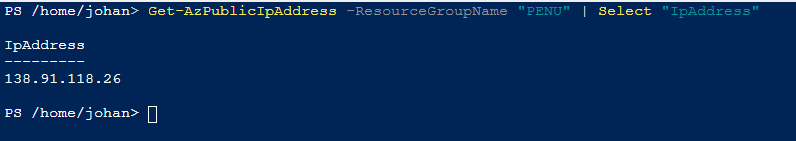 PS /home/johan> Get-AzPublicIpAddress -ResourceGroupName "PENU" | Select "IpAddress"
IpAddress
---------
138.91.118.26
PS /home/johan>